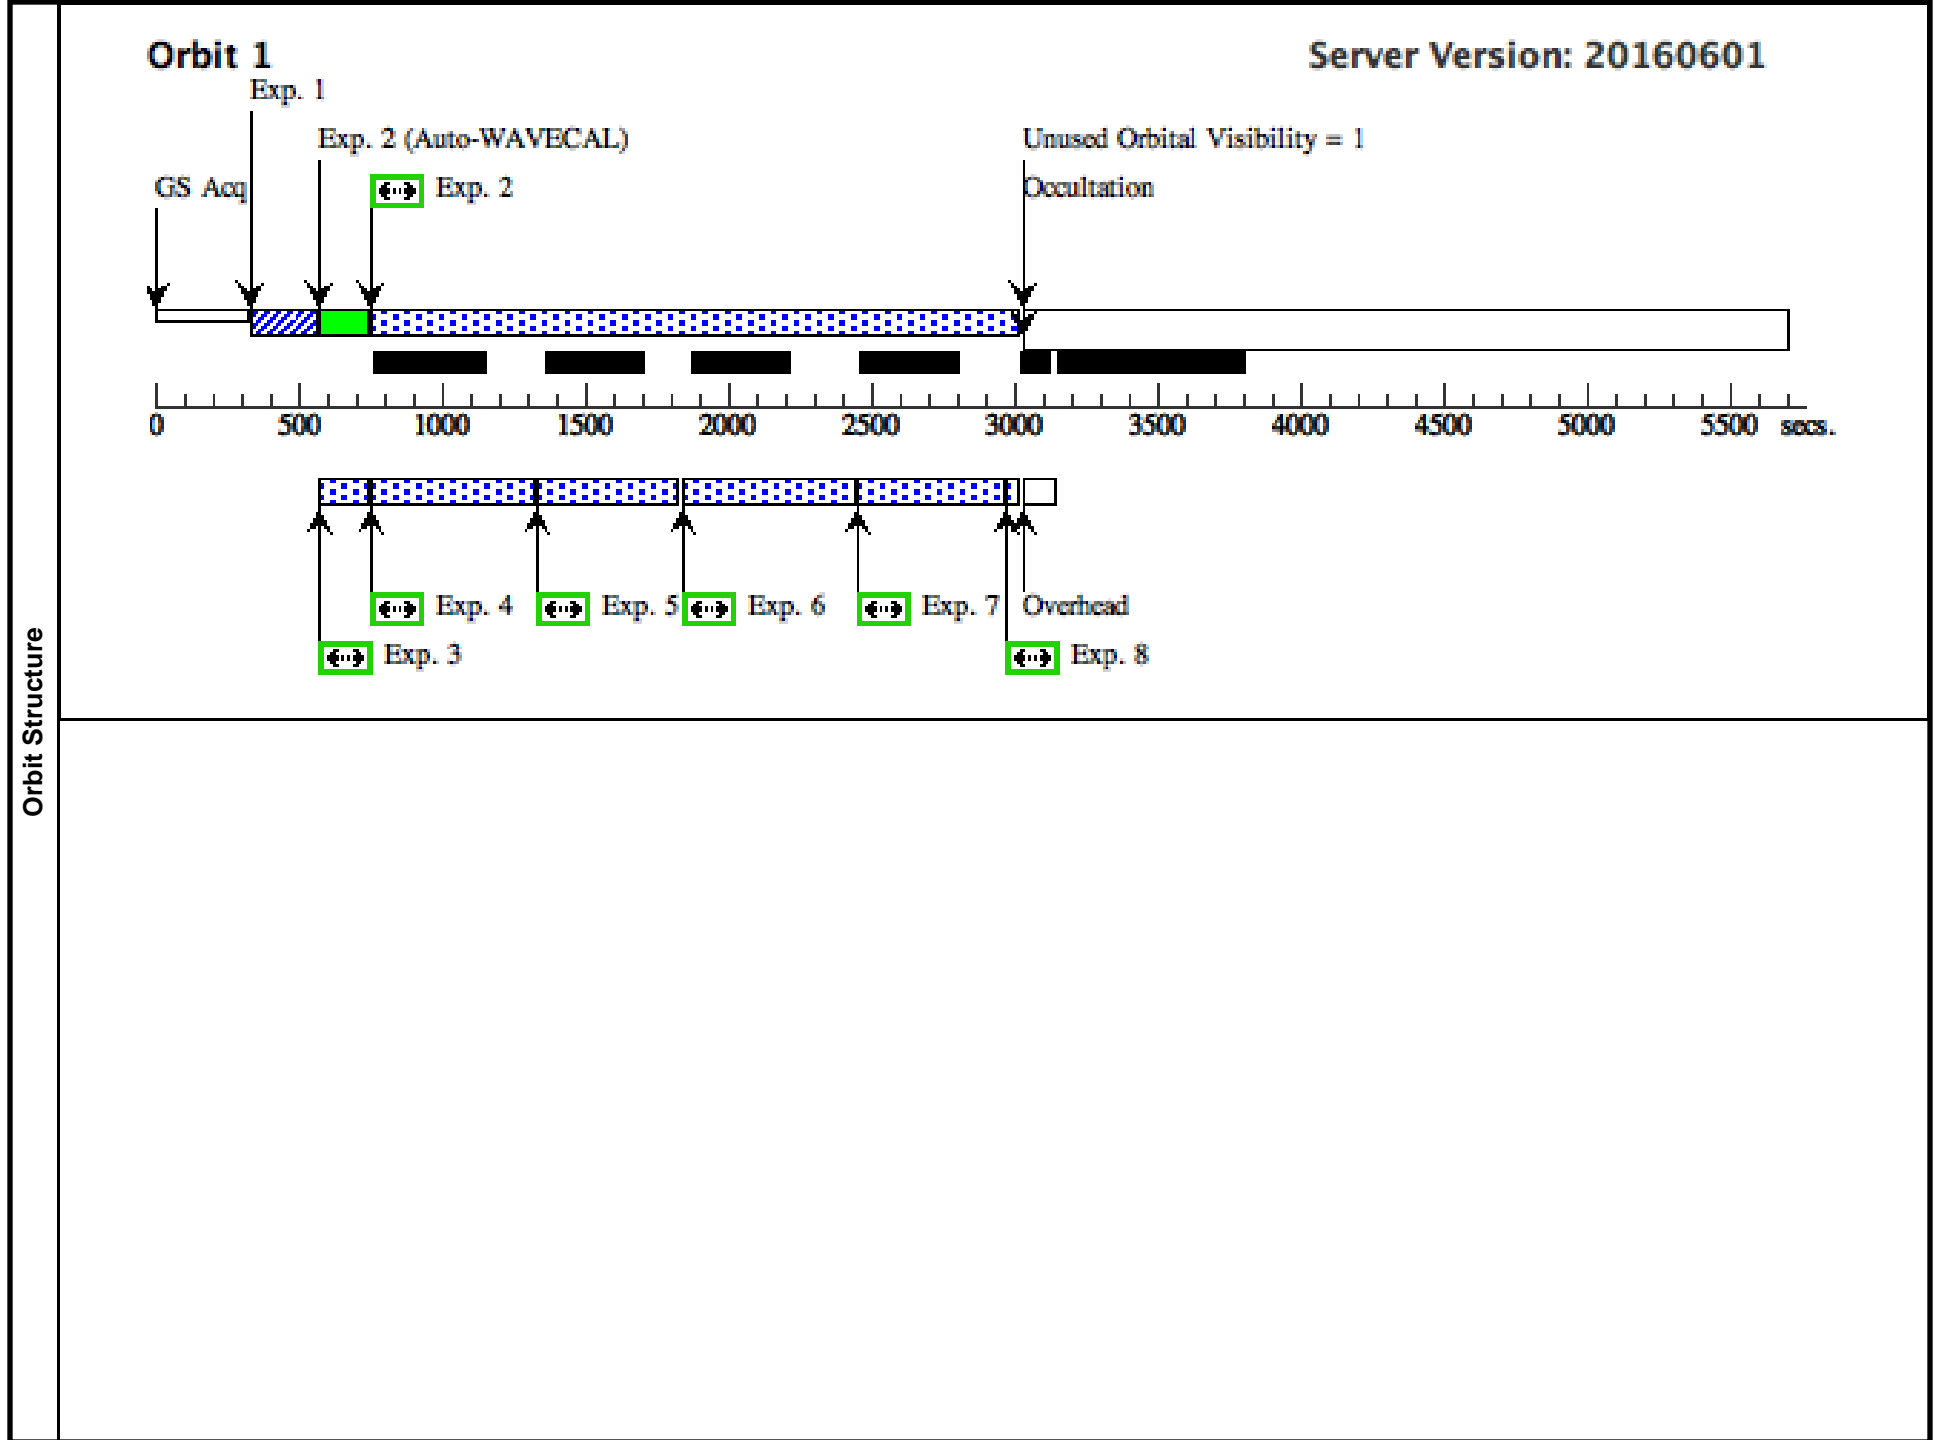 Orbit 1
Server Version: 20160601
Exp. 1
Exp. 2 (Auto-WAVECAL)
Unused Orbital Visibility = 1
GS Acq
Exp. 2
Occultation
0 500 1000 1500 2000 2500 3000 3500 4000 4500 5000 5500 secs.
Exp. 4
Exp. 5
Exp. 6
Exp. 7
Overhead
Exp. 3
Exp. 8
Orbit Structure